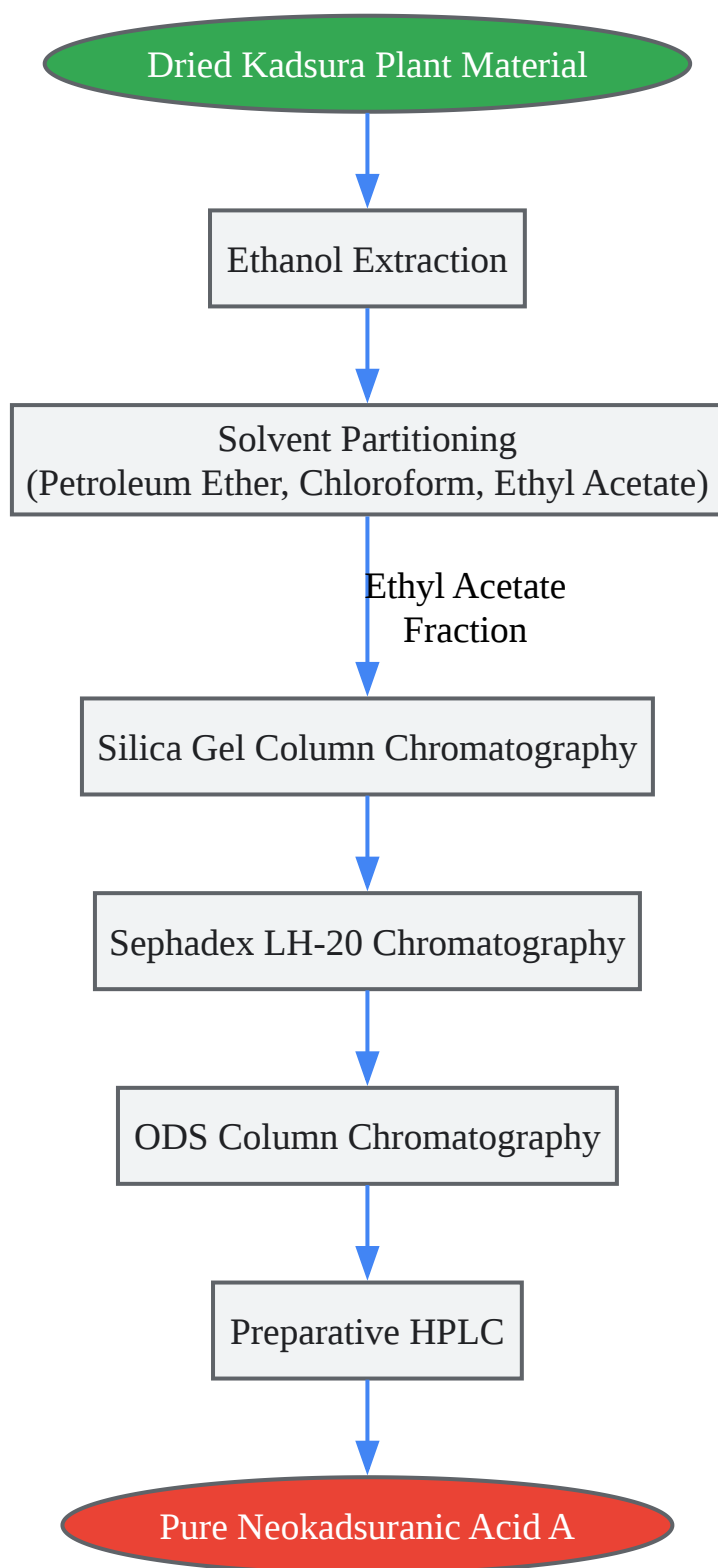 Dried Kadsura Plant Material
Ethanol Extraction
Solvent Partitioning
(Petroleum Ether, Chloroform, Ethyl Acetate)
Ethyl Acetate
Fraction
Silica Gel Column Chromatography
Sephadex LH-20 Chromatography
ODS Column Chromatography
Preparative HPLC
Pure Neokadsuranic Acid A